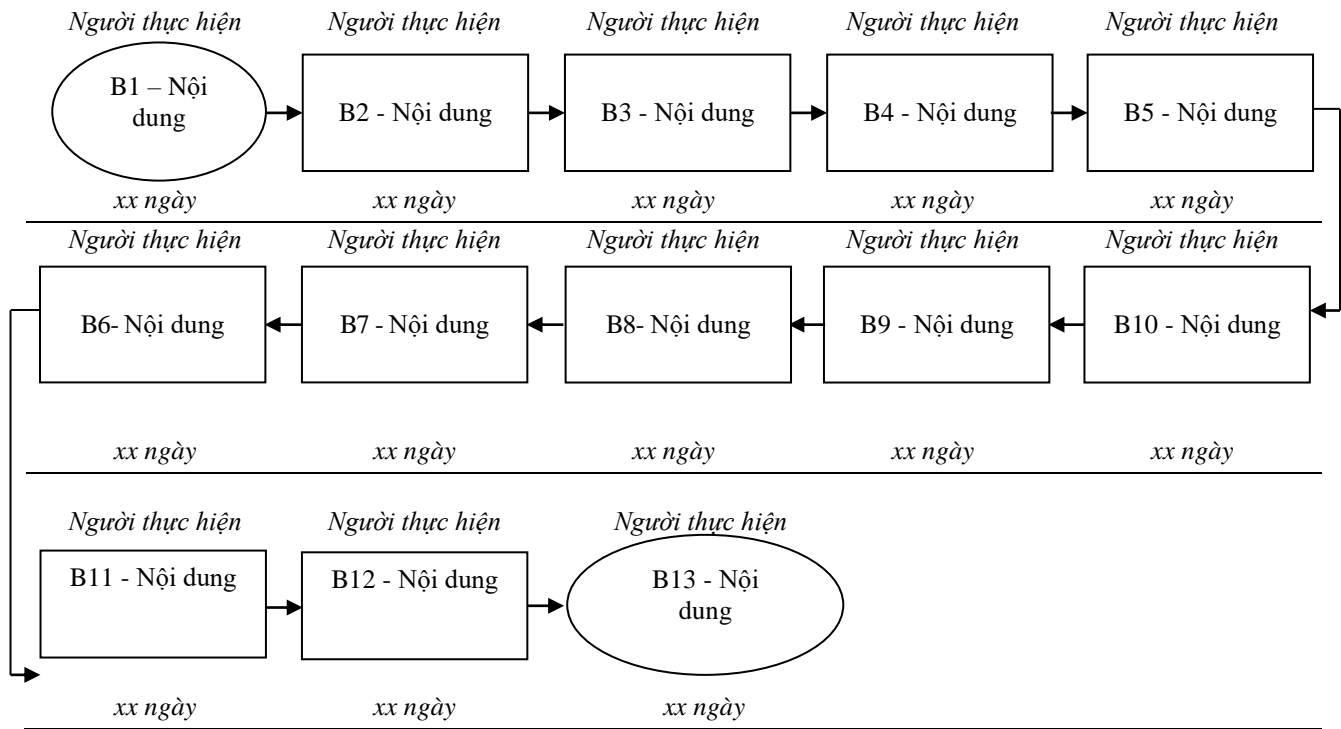 Người thực hiện Người thực hiện Người thực hiện Người thực hiện Người thực hiện
B1 – Nội
dung
B2 - Nội dung
B3 - Nội dung
B4 - Nội dung
B5 - Nội dung
xx ngày xx ngày xx ngày xx ngày xx ngày
Người thực hiện Người thực hiện Người thực hiện Người thực hiện Người thực hiện
B6- Nội dung
B7 - Nội dung
B8- Nội dung
B9 - Nội dung
B10 - Nội dung
xx ngày xx ngày xx ngày xx ngày xx ngày
Người thực hiện Người thực hiện Người thực hiện
B11 - Nội dung
B12 - Nội dung
B13 - Nội
dung
xx ngày xx ngày xx ngày